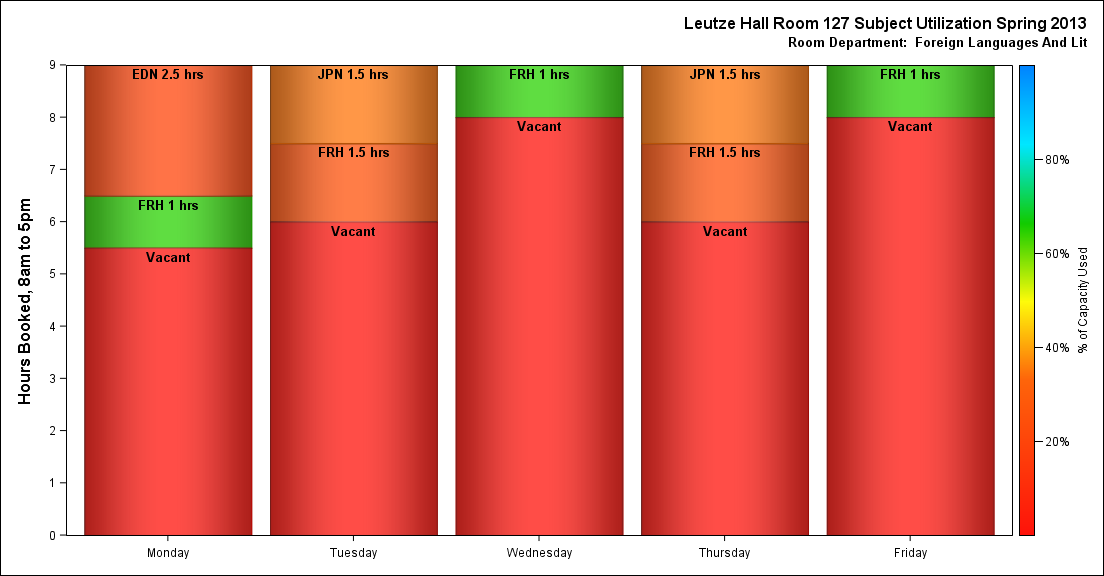 Leutze Hall Room 127 Subject Utilization Spring 2013
Room Department:  Foreign Languages And Lit
Hours Booked, 8am to 5pm
9
8
7
6
5
4
3
2
1
0
EDN 2.5 hrs
FRH 1 hrs
Vacant
JPN 1.5 hrs
FRH 1.5 hrs
Vacant
FRH 1 hrs
Vacant
JPN 1.5 hrs
FRH 1.5 hrs
Vacant
FRH 1 hrs
Vacant
Monday
Tuesday
Wednesday
Thursday
Friday
80%
60%
40%
20%
% of Capacity Used